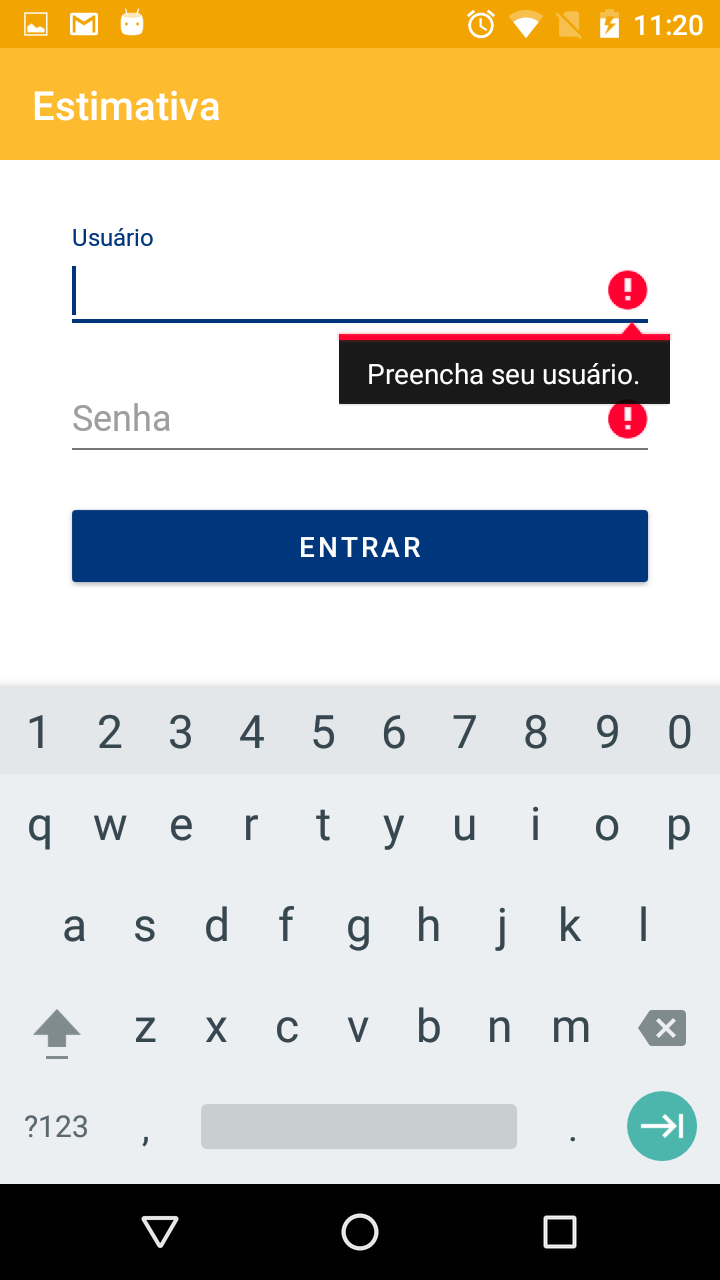 11:20
Estimativa
Usuário
Preencha seu usuário.
Senha
ENTRAR
1 2 3 4 5 6 7 8 9 0
q w e r t y u i o p
a s d f g h j k l
z x c v b n m
?123 , .